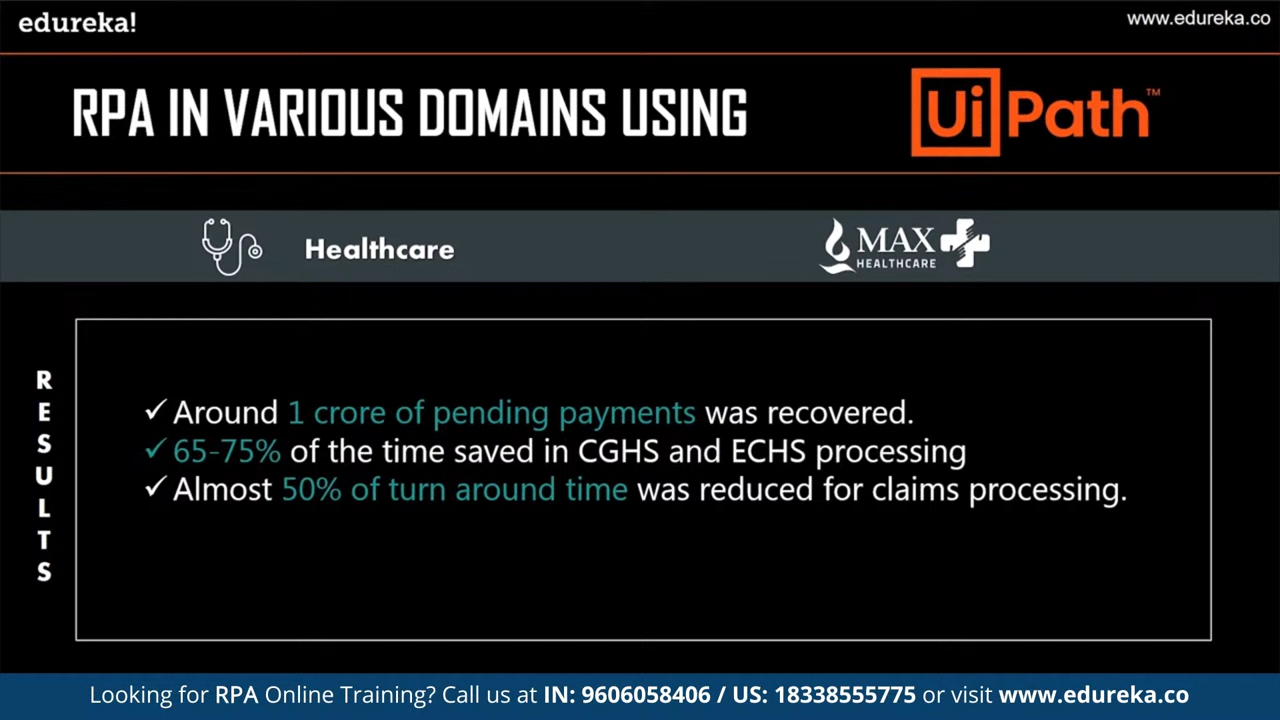 edureka!
www.edureka.co
RPA IN VARIOUS DOMAINS USING
UiPath™
Healthcare
MAX
HEALTHCARE
RESULTS
✓ Around 1 crore of pending payments was recovered.
✓ 65-75% of the time saved in CGHS and ECHS processing
✓ Almost 50% of turn around time was reduced for claims processing.
Looking for RPA Online Training? Call us at IN: 9606058406 / US: 18338555775 or visit www.edureka.co